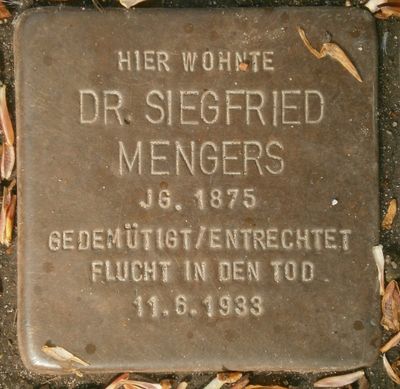 HIER WOHNTE
DR. SIEGFRIED
MENGERS
JG. 1875
GEDEMÜTIGT/ENTRECHTET
FLUCHT IN DEN TOD
11.6.1933